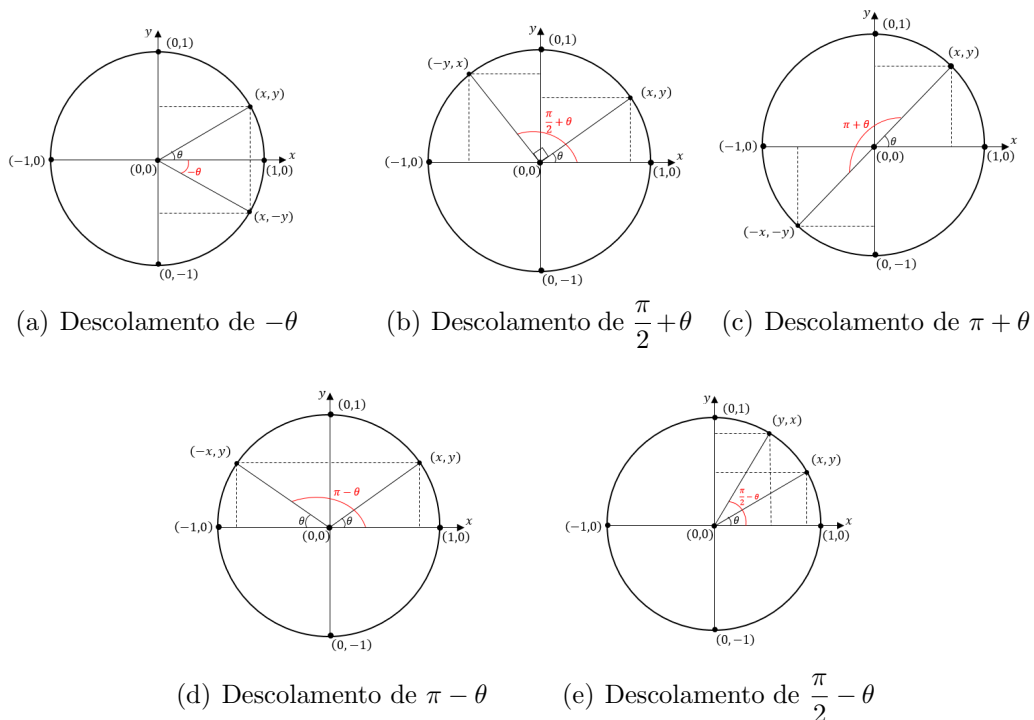 y
(0,1)
(x,y)
θ
(−1,0)
x
(0,0)
−θ
(1,0)
(x,−y)
(0,−1)
(a) Descolamento de −θ
y
(0,1)
(−y,x)
(x,y)
π/2+θ
θ
(−1,0)
x
(0,0)
(1,0)
(0,−1)
(b) Descolamento de π/2+θ
y
(0,1)
(x,y)
π+θ
θ
(−1,0)
x
(0,0)
(1,0)
(−x,−y)
(0,−1)
(c) Descolamento de π + θ
y
(0,1)
(−x,y)
(x,y)
π−θ
θ
θ
(−1,0)
x
(0,0)
(1,0)
(0,−1)
(d) Descolamento de π − θ
y
(0,1)
(y,x)
(x,y)
π/2−θ
θ
(−1,0)
x
(0,0)
(1,0)
(0,−1)
(e) Descolamento de π/2 − θ